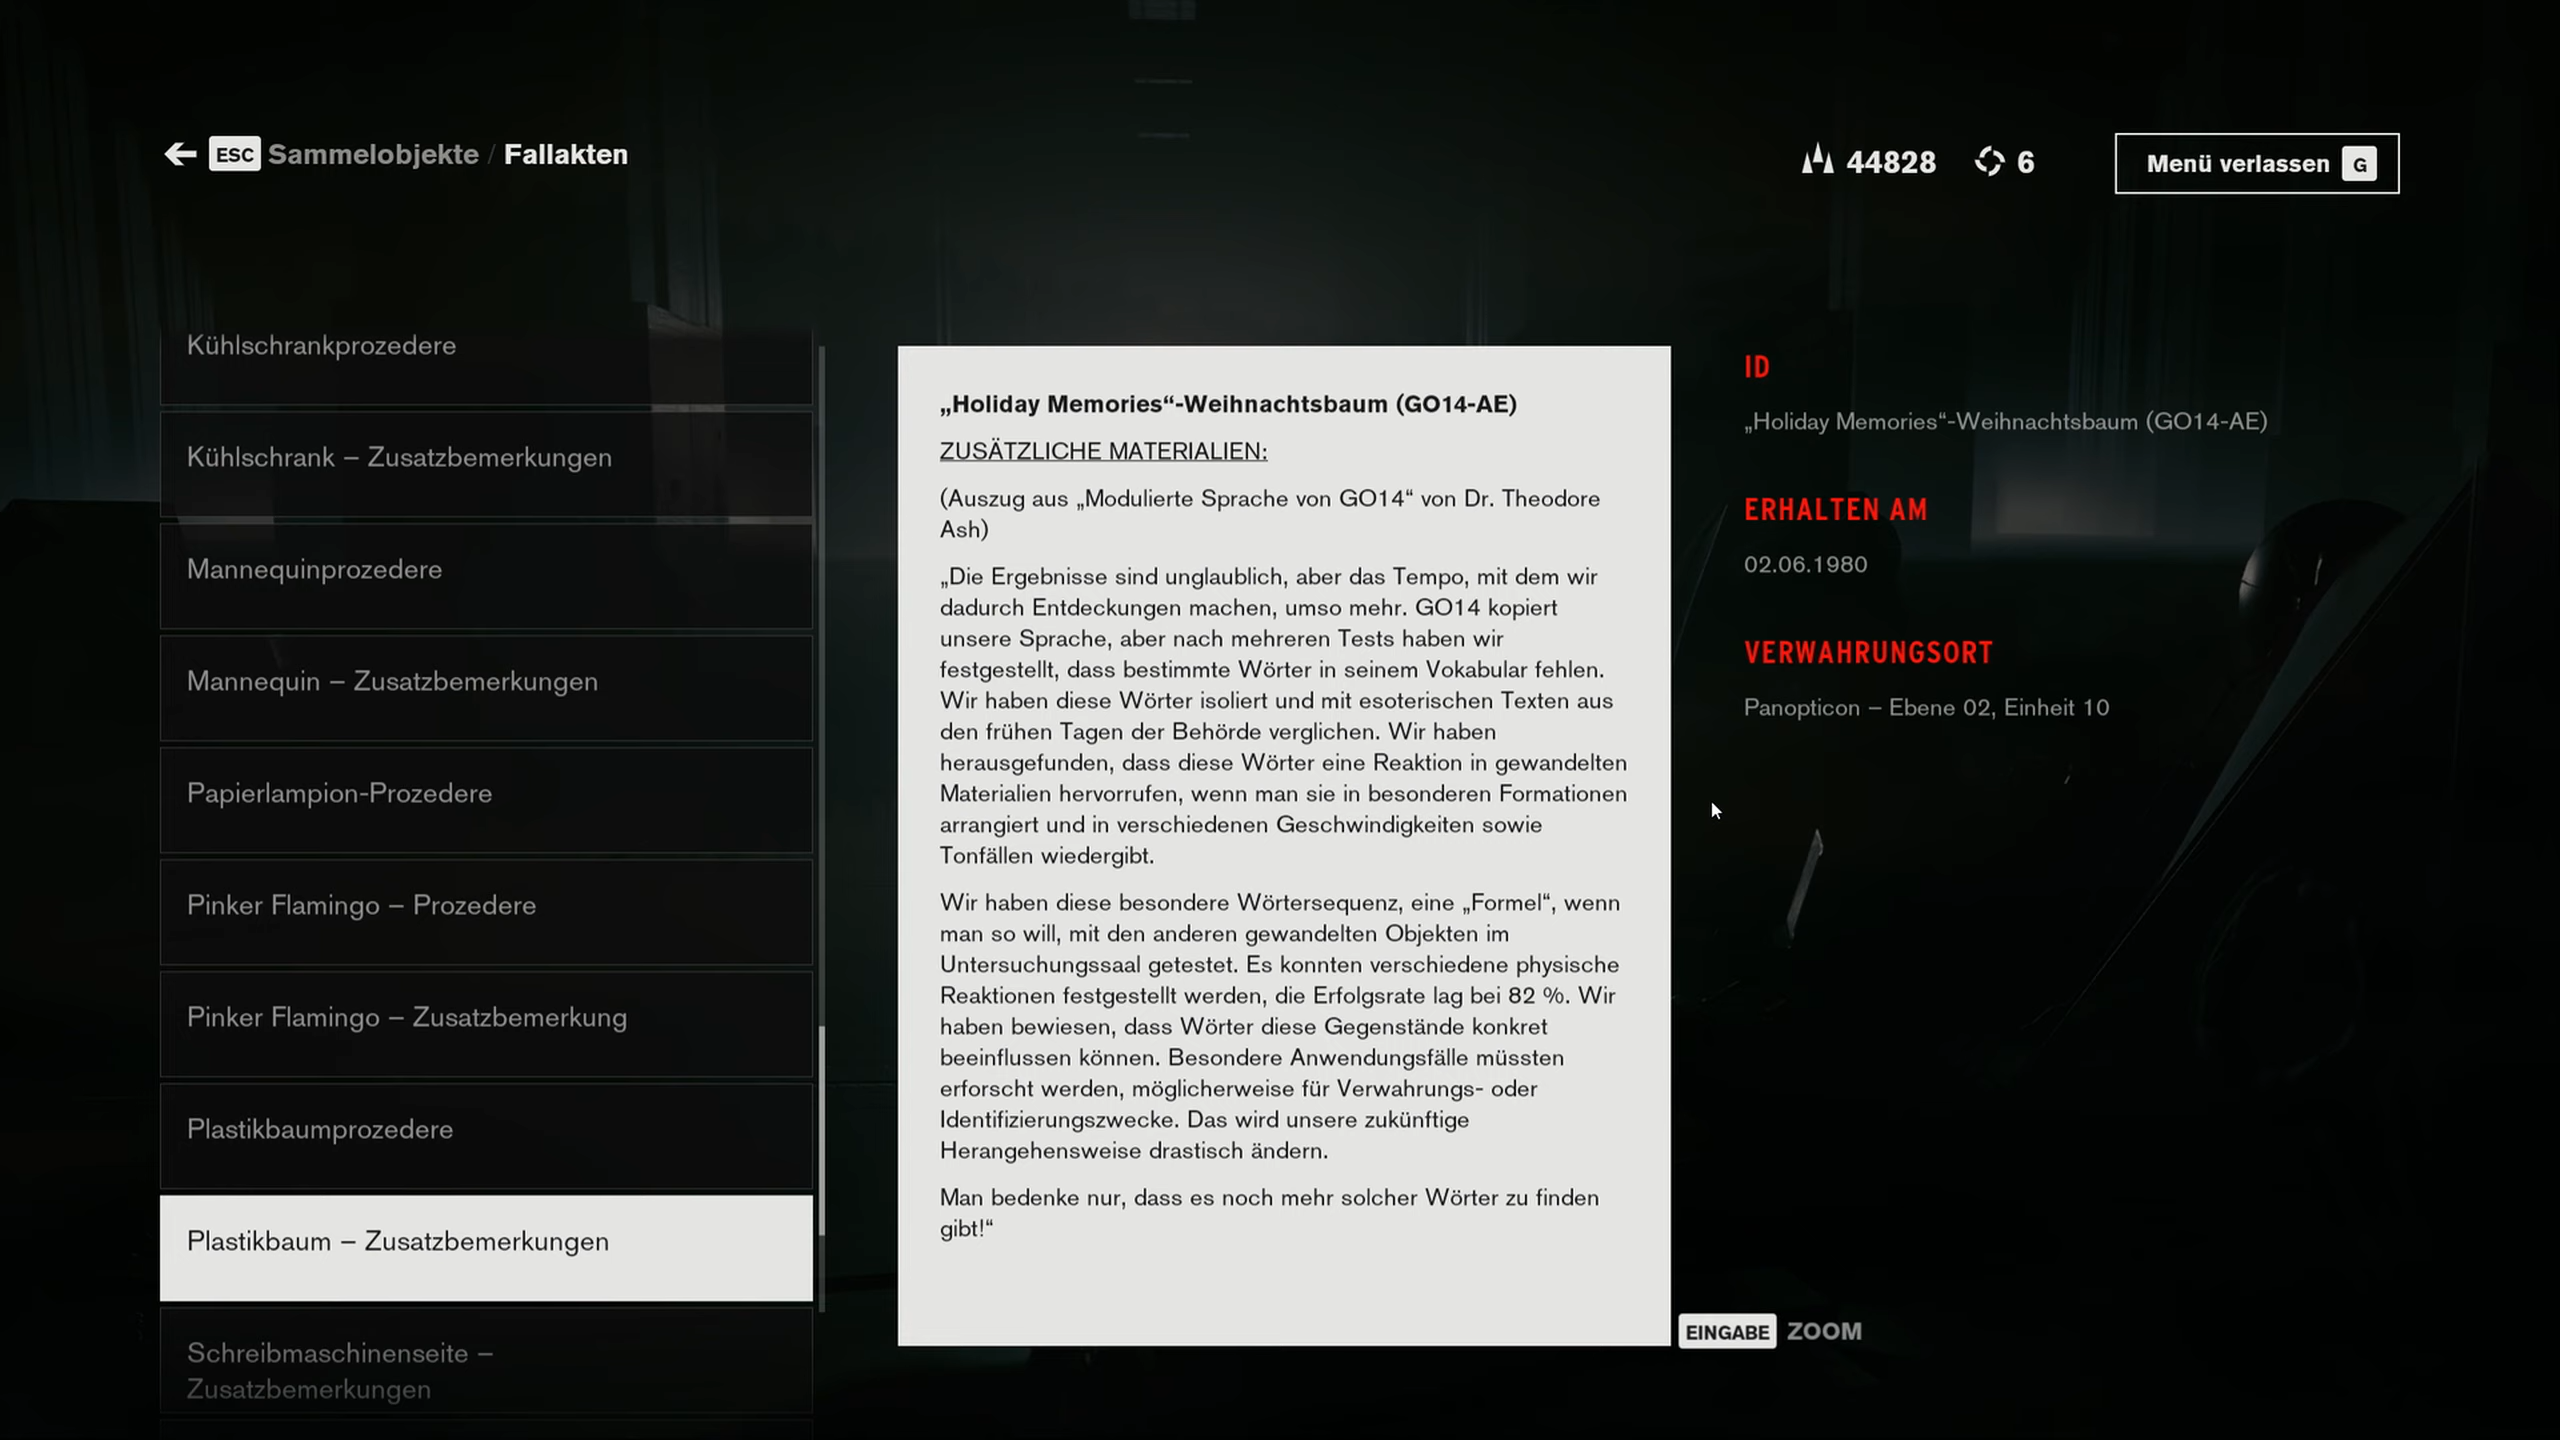 ESC Sammelobjekte / Fallakten
44828 6 Menü verlassen G
Kühlschrankprozedere
Kühlschrank – Zusatzbemerkungen
Mannequinprozedere
Mannequin – Zusatzbemerkungen
Papierlampion-Prozedere
Pinker Flamingo – Prozedere
Pinker Flamingo – Zusatzbemerkung
Plastikbaumprozedere
Plastikbaum – Zusatzbemerkungen
Schreibmaschinenseite –
Zusatzbemerkungen
„Holiday Memories“-Weihnachtsbaum (GO14-AE)
ZUSÄTZLICHE MATERIALIEN:
(Auszug aus „Modulierte Sprache von GO14“ von Dr. Theodore
Ash)
„Die Ergebnisse sind unglaublich, aber das Tempo, mit dem wir
dadurch Entdeckungen machen, umso mehr. GO14 kopiert
unsere Sprache, aber nach mehreren Tests haben wir
festgestellt, dass bestimmte Wörter in seinem Vokabular fehlen.
Wir haben diese Wörter isoliert und mit esoterischen Texten aus
den frühen Tagen der Behörde verglichen. Wir haben
herausgefunden, dass diese Wörter eine Reaktion in gewandelten
Materialien hervorrufen, wenn man sie in besonderen Formationen
arrangiert und in verschiedenen Geschwindigkeiten sowie
Tonfällen wiedergibt.
Wir haben diese besondere Wörtersequenz, eine „Formel“, wenn
man so will, mit den anderen gewandelten Objekten im
Untersuchungssaal getestet. Es konnten verschiedene physische
Reaktionen festgestellt werden, die Erfolgsrate lag bei 82 %. Wir
haben bewiesen, dass Wörter diese Gegenstände konkret
beeinflussen können. Besondere Anwendungsfälle müssten
erforscht werden, möglicherweise für Verwahrungs- oder
Identifizierungszwecke. Das wird unsere zukünftige
Herangehensweise drastisch ändern.
Man bedenke nur, dass es noch mehr solcher Wörter zu finden
gibt!“
ID
„Holiday Memories“-Weihnachtsbaum (GO14-AE)
ERHALTEN AM
02.06.1980
VERWAHRUNGSORT
Panopticon – Ebene 02, Einheit 10
EINGABE ZOOM